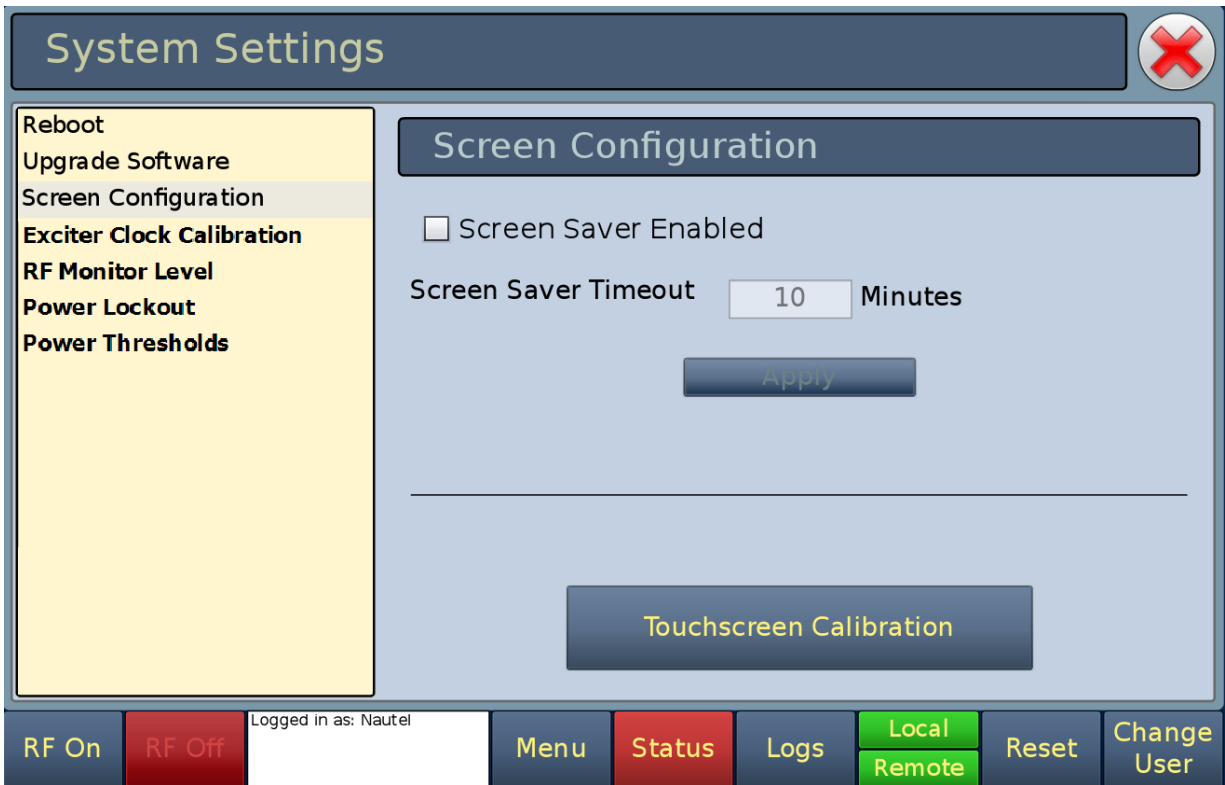 System Settings
Reboot
Upgrade Software
Screen Configuration
Exciter Clock Calibration
RF Monitor Level
Power Lockout
Power Thresholds
Screen Configuration
Screen Saver Enabled
Screen Saver Timeout 10 Minutes
Apply
Touchscreen Calibration
RF On
RF Off
Logged in as: Nautel
Menu
Status
Logs
Local
Remote
Reset
Change
User